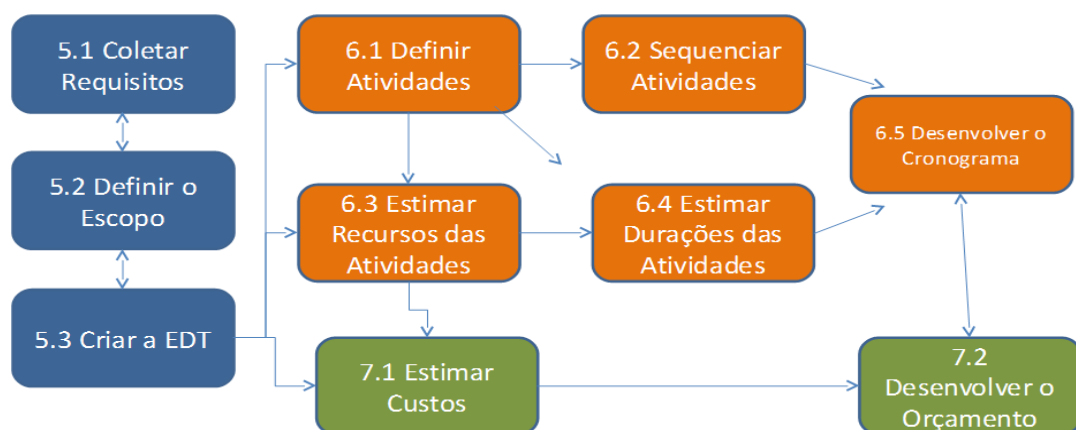 5.1 Coletar
Requisitos
6.1 Definir
Atividades
6.2 Sequenciar
Atividades
6.5 Desenvolver o
Cronograma
5.2 Definir o
Escopo
6.3 Estimar
Recursos das
Atividades
6.4 Estimar
Durações das
Atividades
5.3 Criar a EDT
7.1 Estimar
Custos
7.2
Desenvolver o
Orçamento